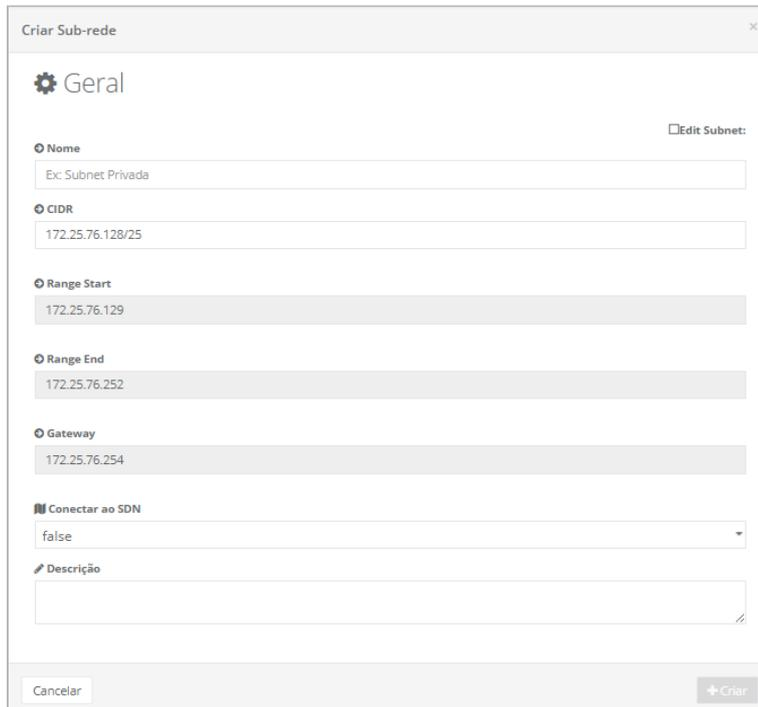 Criar Sub-rede
×
Geral
Edit Subnet:
Nome
Ex: Subnet Privada
CIDR
172.25.76.128/25
Range Start
172.25.76.129
Range End
172.25.76.252
Gateway
172.25.76.254
Conectar ao SDN
false
Descrição
Cancelar
+Criar